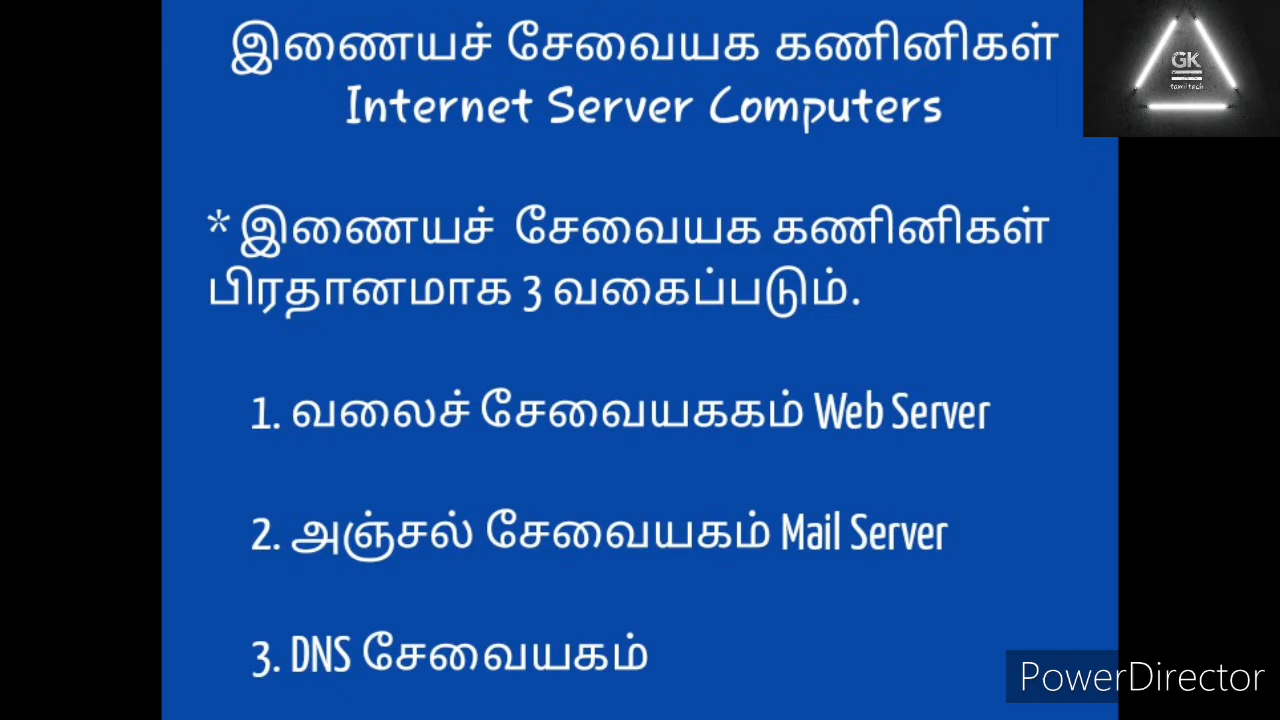 இணையச் சேவையக கணினிகள்
Internet Server Computers
GK
tamiltech
* இணையச் சேவையக கணினிகள்
பிரதானமாக 3 வகைப்படும்.
1. வலைச் சேவையககம் Web Server
2. அஞ்சல் சேவையகம் Mail Server
3. DNS சேவையகம்
PowerDirector